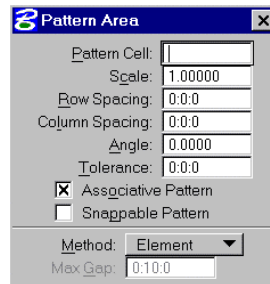 Pattern Area
Pattern Cell:
Scale: 1.00000
Row Spacing: 0:0:0
Column Spacing: 0:0:0
Angle: 0.0000
Tolerance: 0:0:0
Associative Pattern
Snappable Pattern
Method: Element
Max Gap: 0:10:0